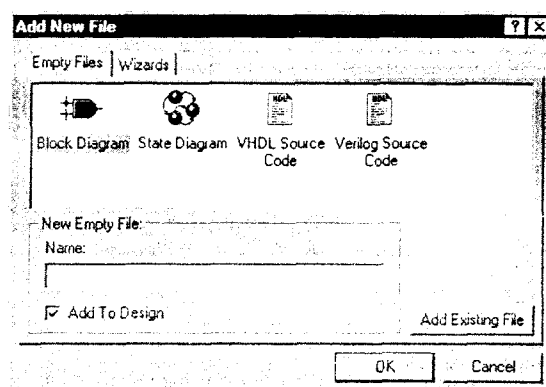 Add New File
? X
Empty Files Wizards
Block Diagram State Diagram VHDL Source Code Verilog Source Code
New Empty File:
Name:
Add To Design
Add Existing File
OK Cancel